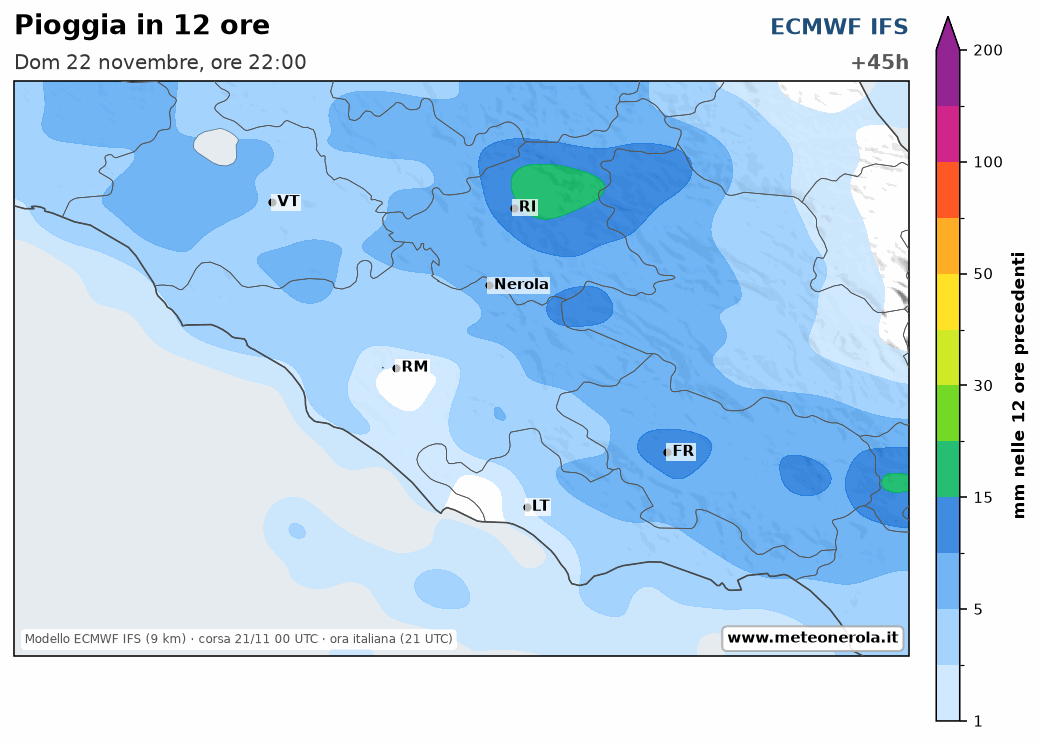 Pioggia in 12 ore
ECMWF IFS
Dom 22 novembre, ore 22:00
+45h
200
100
50
30
15
5
1
mm nelle 12 ore precedenti
VT
RI
Nerola
RM
FR
LT
Modello ECMWF IFS (9 km) · corsa 21/11 00 UTC · ora italiana (21 UTC)
www.meteonerola.it